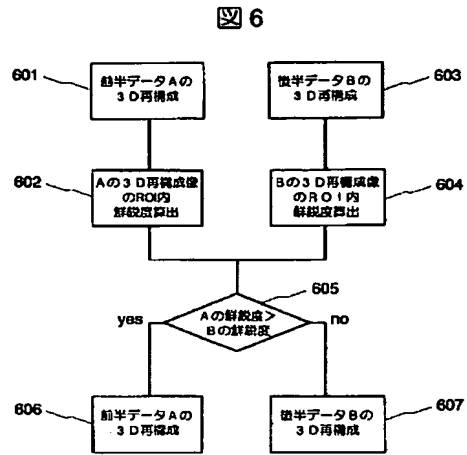 図6
601
前半データAの
3D再構成
603
後半データBの
3D再構成
602
Aの3D再構成像
のROI内
鮮鋭度算出
604
Bの3D再構成像
のROI内
鮮鋭度算出
605
Aの鮮鋭度>
Bの鮮鋭度
yes
no
606
前半データAの
3D再構成
607
後半データBの
3D再構成